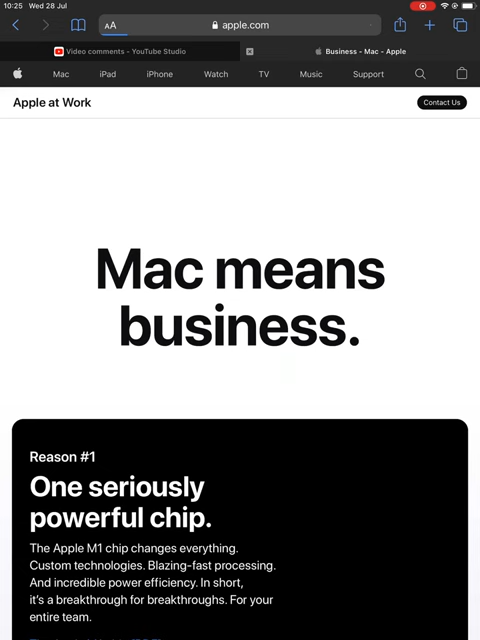 10:25 Wed 28 Jul
AA apple.com
Video comments - YouTube Studio
Business - Mac - Apple
Mac iPad iPhone Watch TV Music Support
Apple at Work
Contact Us
Mac means
business.
Reason #1
One seriously
powerful chip.
The Apple M1 chip changes everything.
Custom technologies. Blazing-fast processing.
And incredible power efficiency. In short,
it's a breakthrough for breakthroughs. For your
entire team.